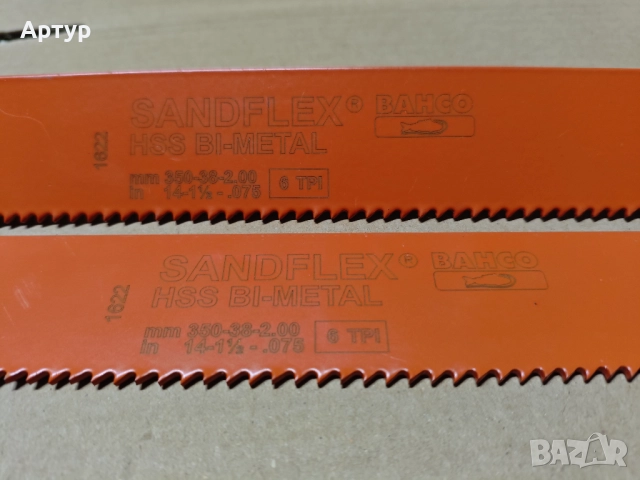 Артур
SANDFLEX® BAHCO
HSS BI-METAL
1622
mm 350-38-2.00
in 14-1½-.075
6 TPI
SANDFLEX® BAHCO
HSS BI-METAL
1622
mm 350-38-2.00
in 14-1½-.075
6 TPI
BAZAR